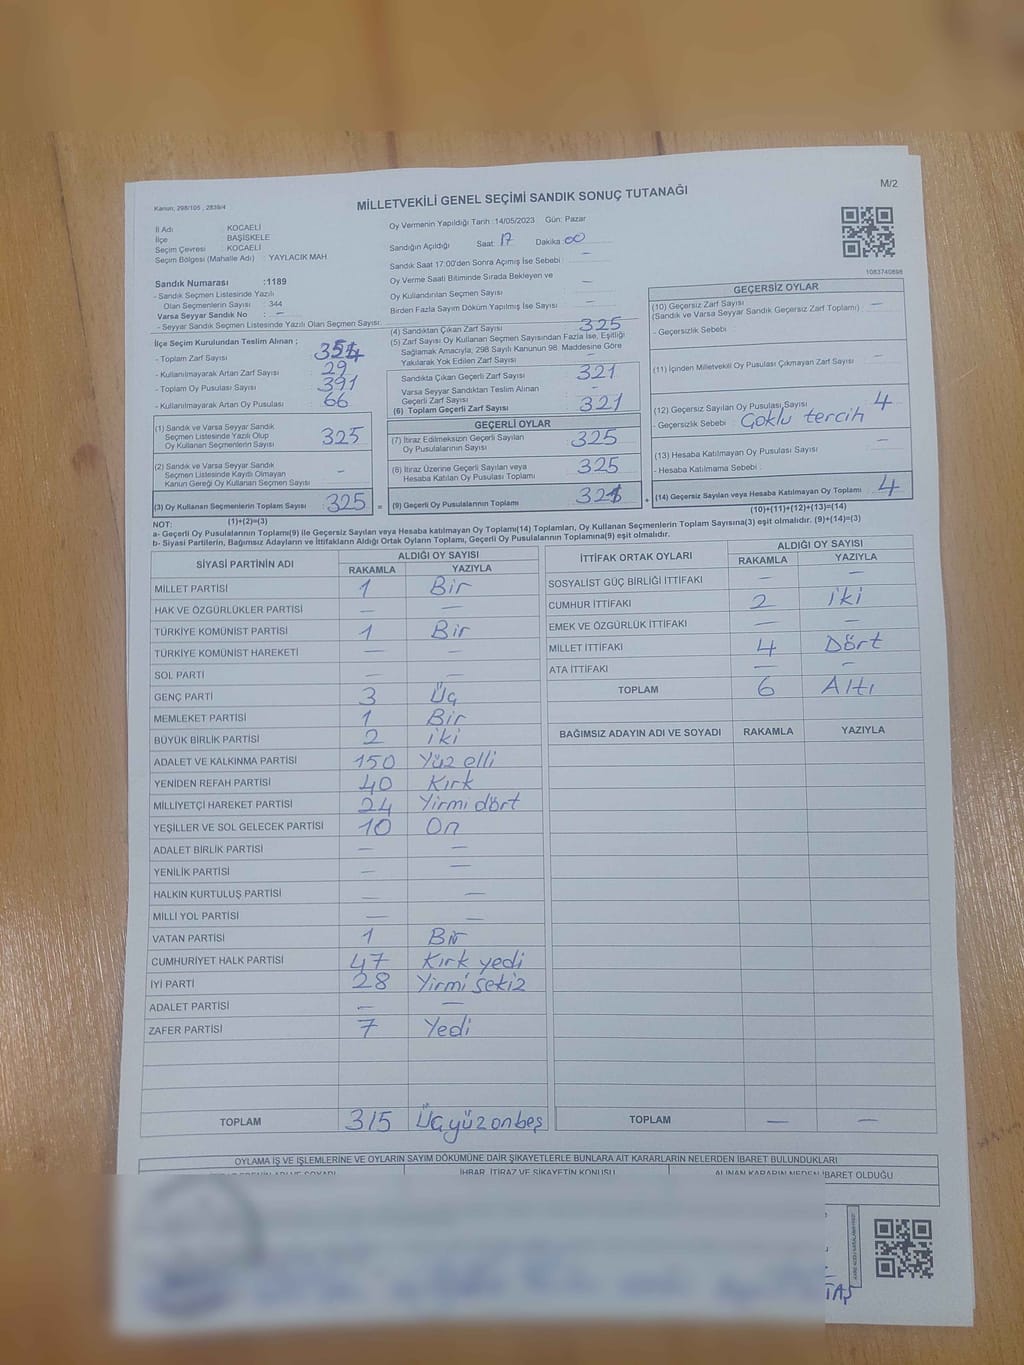 M/2
Kanun, 298/105 , 2839/4
MİLLETVEKİLİ GENEL SEÇİMİ SANDIK SONUÇ TUTANAĞI
İl Adı : KOCAELİ
İlçe : BAŞİSKELE
Seçim Çevresi : KOCAELİ
Seçim Bölgesi (Mahalle Adı) : YAYLACIK MAH.
Sandık Numarası :1189
- Sandık Seçmen Listesinde Yazılı
Olan Seçmenlerin Sayısı : 344
Varsa Seyyar Sandık No : —
- Seyyar Sandık Seçmen Listesinde Yazılı Olan Seçmen Sayısı:
İlçe Seçim Kurulundan Teslim Alınan ;
- Toplam Zarf Sayısı :
- Kullanılmayarak Artan Zarf Sayısı : 29
- Toplam Oy Pusulası Sayısı : 391
- Kullanılmayarak Artan Oy Pusulası : 66
(1) Sandık ve Varsa Seyyar Sandık
Seçmen Listesinde Yazılı Olup
Oy Kullanan Seçmenlerin Sayısı : 325
(2) Sandık ve Varsa Seyyar Sandık
Seçmen Listesinde Kayıtlı Olmayan
Kanun Gereği Oy Kullanan Seçmen Sayısı : –
(3) Oy Kullanan Seçmenlerin Toplam Sayısı : 325 =
(1)+(2)=(3)
Oy Vermenin Yapıldığı Tarih :14/05/2023 Gün: Pazar
Sandığın Açıldığı Saat: 17 Dakika: 00
Sandık Saat 17:00'den Sonra Açımış İse Sebebi : —
Oy Verme Saati Bitiminde Sırada Bekleyen ve
Oy Kullandırılan Seçmen Sayısı : —
Birden Fazla Sayım Döküm Yapılmış İse Sayısı : —
(4) Sandıktan Çıkan Zarf Sayısı : 325
(5) Zarf Sayısı Oy Kullanan Seçmen Sayısından Fazla İse, Eşitliği
Sağlamak Amacıyla, 298 Sayılı Kanunun 98. Maddesine Göre
Yakılarak Yok Edilen Zarf Sayısı : —
Sandıkta Çıkan Geçerli Zarf Sayısı : 321
Varsa Seyyar Sandıktan Teslim Alınan
Geçerli Zarf Sayısı : –
(6) Toplam Geçerli Zarf Sayısı : 321
GEÇERLİ OYLAR
(7) İtiraz Edilmeksizin Geçerli Sayılan
Oy Pusulalarının Sayısı : 325
(8) İtiraz Üzerine Geçerli Sayılan veya
Hesaba Katılan Oy Pusulası Toplamı : 325
(9) Geçerli Oy Pusulalarının Toplamı : 321 +
1083740898
GEÇERSİZ OYLAR
(10) Geçersiz Zarf Sayısı : —
(Sandık ve Varsa Seyyar Sandık Geçersiz Zarf Toplamı)
- Geçersizlik Sebebi :
(11) İçinden Milletvekili Oy Pusulası Çıkmayan Zarf Sayısı : —
(12) Geçersiz Sayılan Oy Pusulası Sayısı : 4
- Geçersizlik Sebebi : Çoklu tercih
(13) Hesaba Katılmayan Oy Pusulası Sayısı : —
- Hesaba Katılmama Sebebi :
(14) Geçersiz Sayılan veya Hesaba Katılmayan Oy Toplamı : 4
(10)+(11)+(12)+(13)=(14)
NOT:
a- Geçerli Oy Pusulasının Toplamı(9) ile Geçersiz Sayılan veya Hesaba katılmayan Oy Toplamı(14) Toplamları, Oy Kullanan Seçmenlerin Toplam Sayısına(3) eşit olmalıdır. (9)+(14)=(3)
b- Siyasi Partilerin, Bağımsız Adayların ve İttifakların Aldığı Ortak Oyların Toplamı, Geçerli Oy Pusulalarının Toplamına(9) eşit olmalıdır.
SİYASİ PARTİNİN ADI ALDIĞI OY SAYISI
RAKAMLA YAZIYLA
MİLLET PARTİSİ 1 Bir
HAK VE ÖZGÜRLÜKLER PARTİSİ — —
TÜRKİYE KOMÜNİST PARTİSİ 1 Bir
TÜRKİYE KOMÜNİST HAREKETİ — —
SOL PARTİ — —
GENÇ PARTİ 3 Üç
MEMLEKET PARTİSİ 1 Bir
BÜYÜK BİRLİK PARTİSİ 2 iki
ADALET VE KALKINMA PARTİSİ 150 Yüz elli
YENİDEN REFAH PARTİSİ 40 Kırk
MİLLİYETÇİ HAREKET PARTİSİ 24 Yirmi dört
YEŞİLLER VE SOL GELECEK PARTİSİ 10 On
ADALET BİRLİK PARTİSİ — —
YENİLİK PARTİSİ — —
HALKIN KURTULUŞ PARTİSİ — —
MİLLİ YOL PARTİSİ — —
VATAN PARTİSİ 1 Bir
CUMHURİYET HALK PARTİSİ 47 Kırk yedi
İYİ PARTİ 28 Yirmi sekiz
ADALET PARTİSİ — —
ZAFER PARTİSİ 7 Yedi
TOPLAM 315 Üçyüzonbeş
İTTİFAK ORTAK OYLARI ALDIĞI OY SAYISI
RAKAMLA YAZIYLA
SOSYALİST GÜÇ BİRLİĞİ İTTİFAKI — —
CUMHUR İTTİFAKI 2 iki
EMEK VE ÖZGÜRLÜK İTTİFAKI — —
MİLLET İTTİFAKI 4 Dört
ATA İTTİFAKI — —
TOPLAM 6 Altı
BAĞIMSIZ ADAYIN ADI VE SOYADI RAKAMLA YAZIYLA
TOPLAM — —
OYLAMA İŞ VE İŞLEMLERİNE VE OYLARIN SAYIM DÖKÜMÜNE DAİR ŞİKAYETLERLE BUNLARA AİT KARARLARIN NELERDEN İBARET BULUNDUKLARI
İHBAR, İTİRAZ VE ŞİKAYETİN KONUSU ALINAN KARARIN NEDEN İBARET OLDUĞU